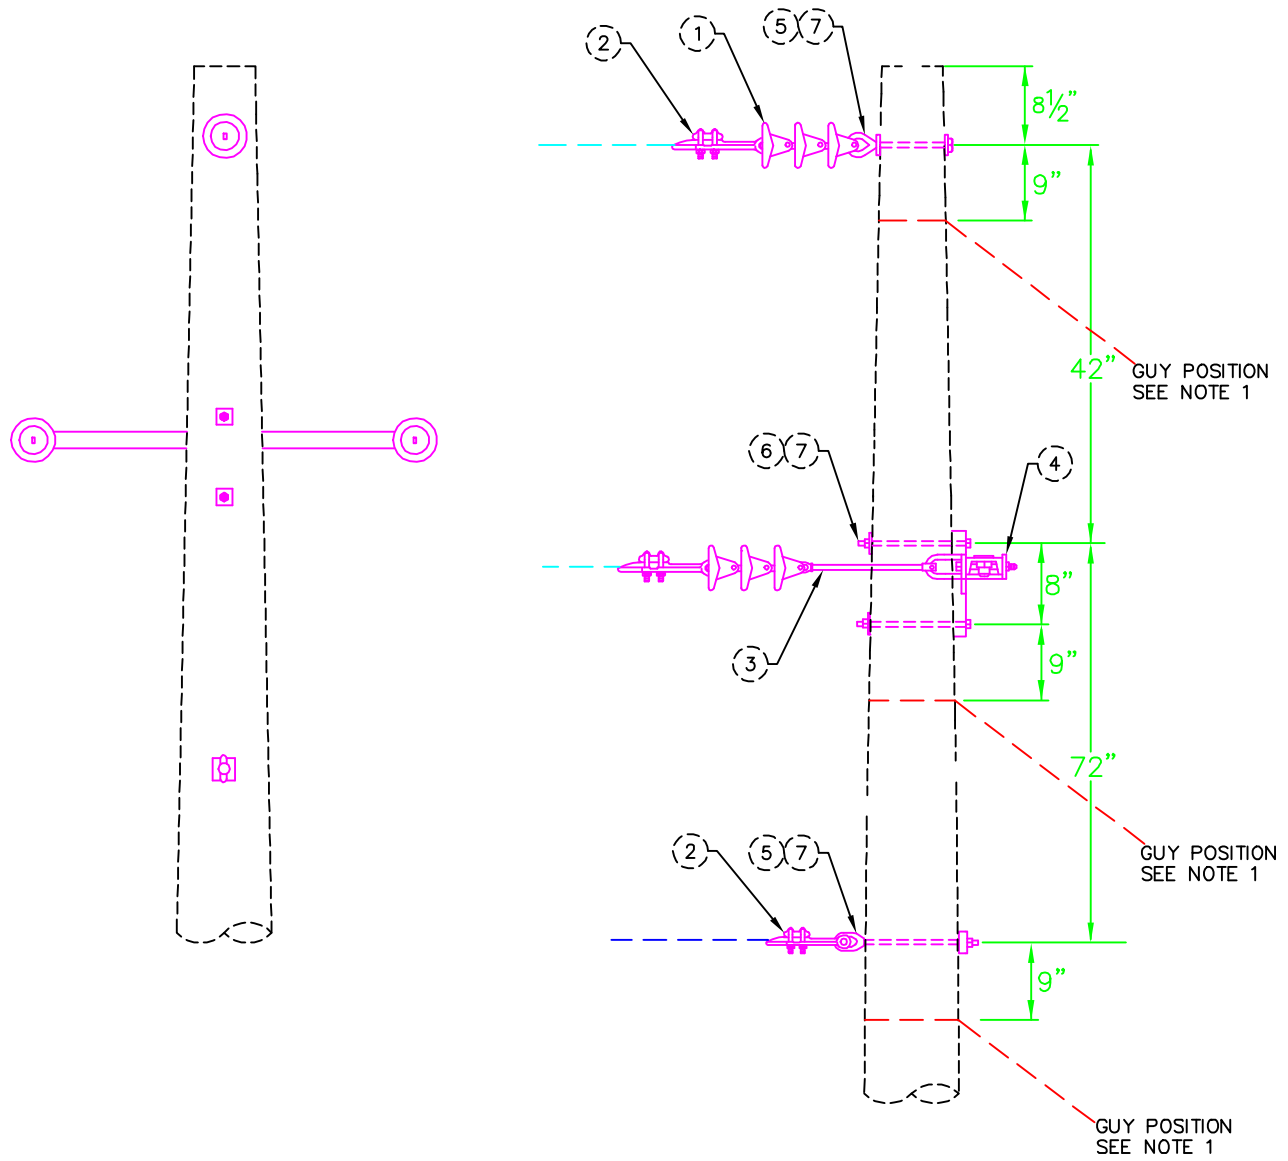 2
1
5 7
8½"
9"
42"
GUY POSITION
SEE NOTE 1
6 7
4
8"
3
9"
72"
2
5 7
GUY POSITION
SEE NOTE 1
9"
GUY POSITION
SEE NOTE 1